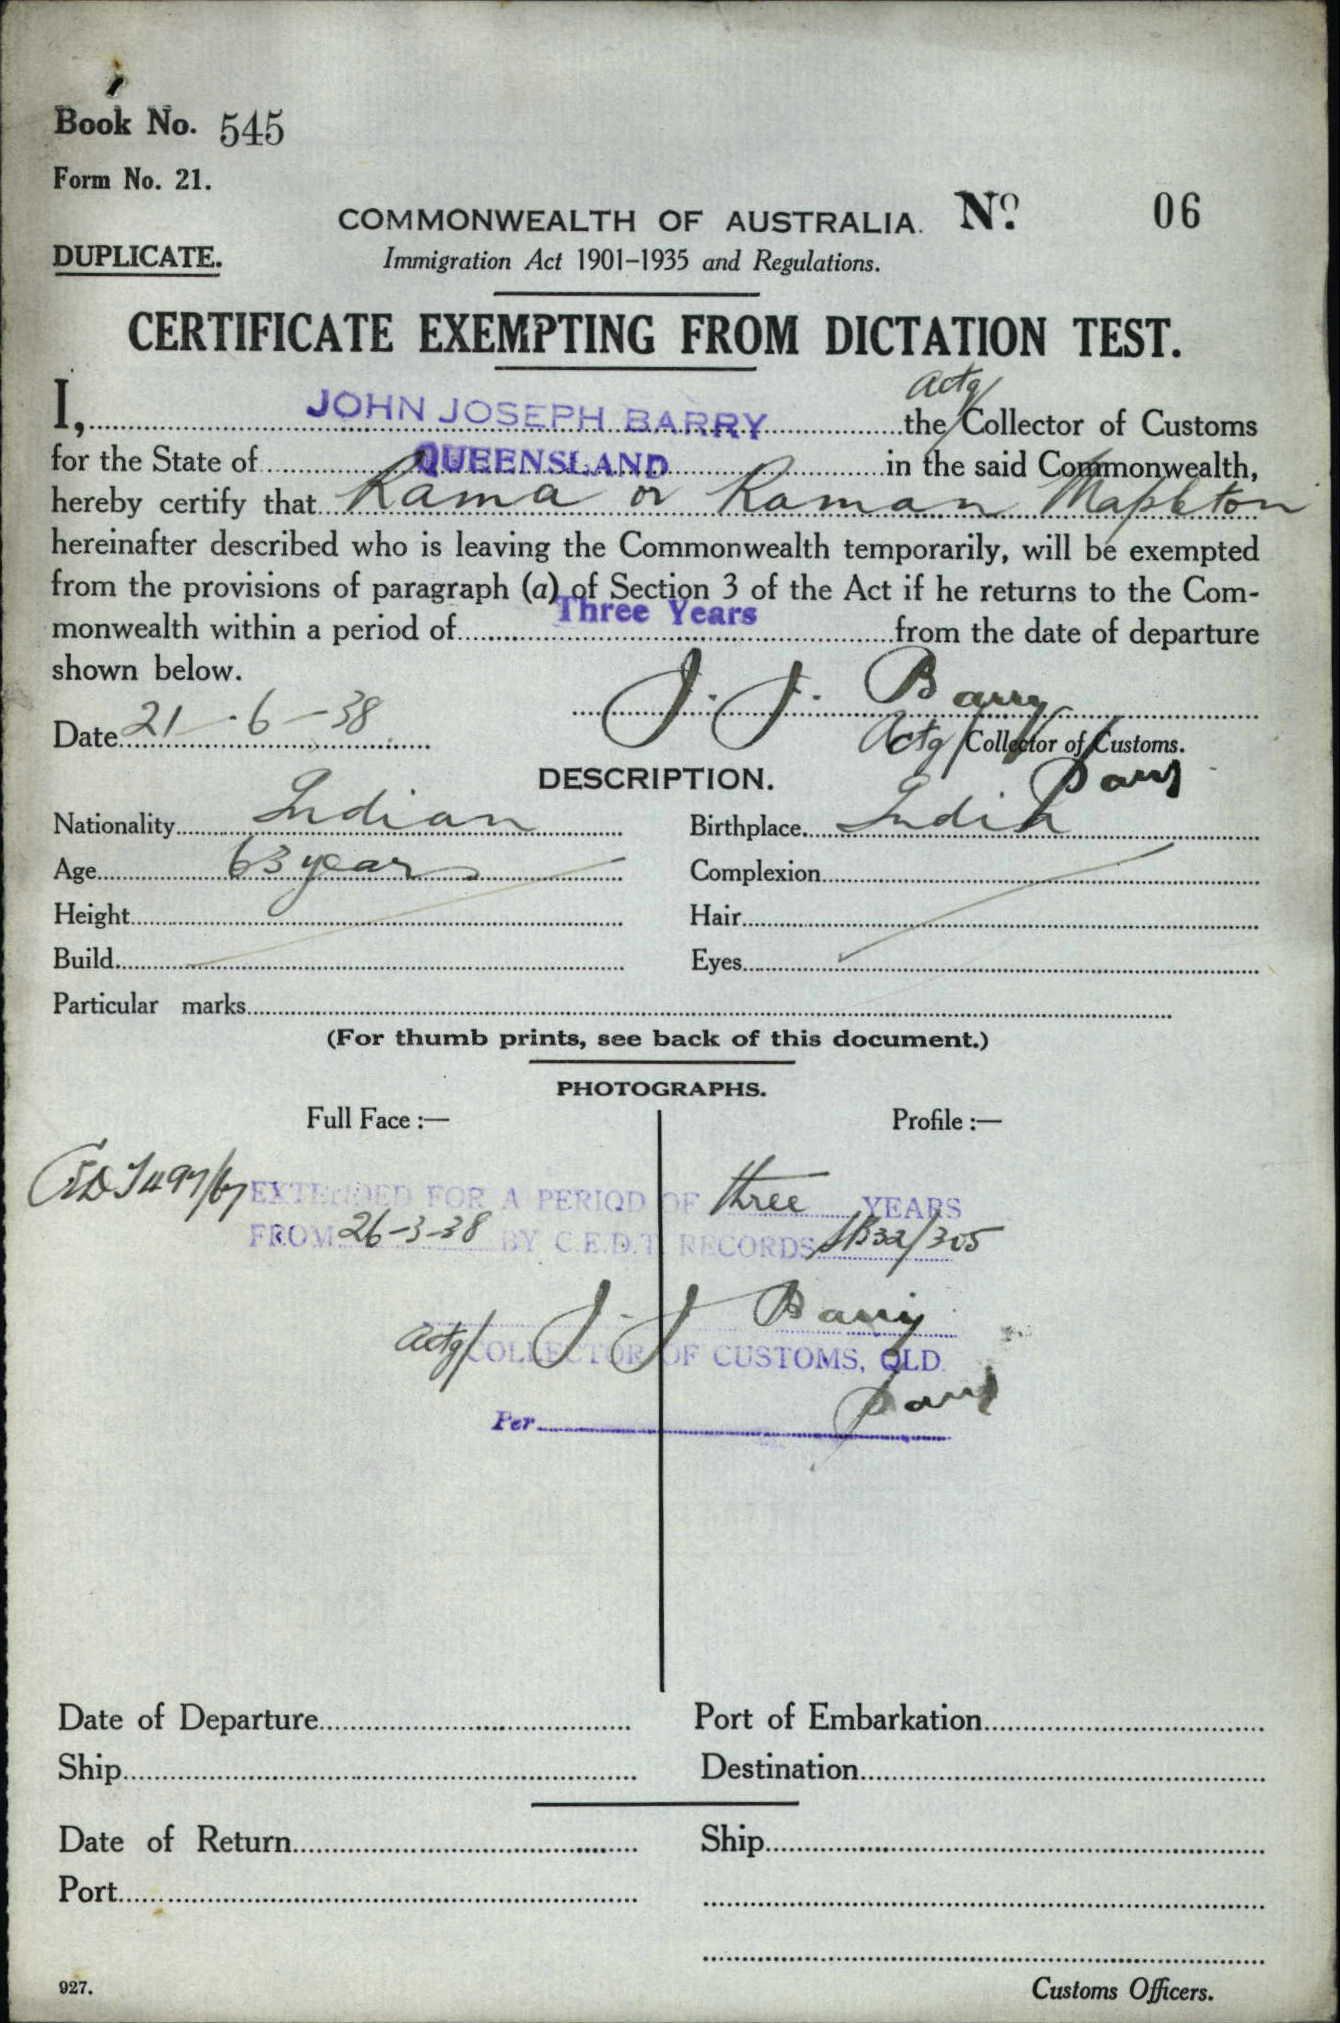 Book No. 545
Form No. 21.
COMMONWEALTH OF AUSTRALIA. No. 06
DUPLICATE.
Immigration Act 1901-1935 and Regulations.
CERTIFICATE EXEMPTING FROM DICTATION TEST.
I, JOHN JOSEPH BARRY the Actg/ Collector of Customs
for the State of QUEENSLAND in the said Commonwealth,
hereby certify that Rama or Raman Mapleton
hereinafter described who is leaving the Commonwealth temporarily, will be exempted
from the provisions of paragraph (a) of Section 3 of the Act if he returns to the Com-
monwealth within a period of Three Years from the date of departure
shown below.
J. J. Barry
Date 21-6-38
Actg/ Collector of Customs.
DESCRIPTION.
Nationality Indian Birthplace India
Age 63 years Complexion
Height Hair
Build Eyes
Particular marks
(For thumb prints, see back of this document.)
PHOTOGRAPHS.
Full Face :— Profile :—
EXTENDED FOR A PERIOD OF three YEARS
FROM 26-3-38 BY C.E.D.T. RECORDS 32/305
J J Barry
Actg/ COLLECTOR OF CUSTOMS, QLD.
Per
Date of Departure Port of Embarkation
Ship Destination
Date of Return Ship
Port
927.
Customs Officers.